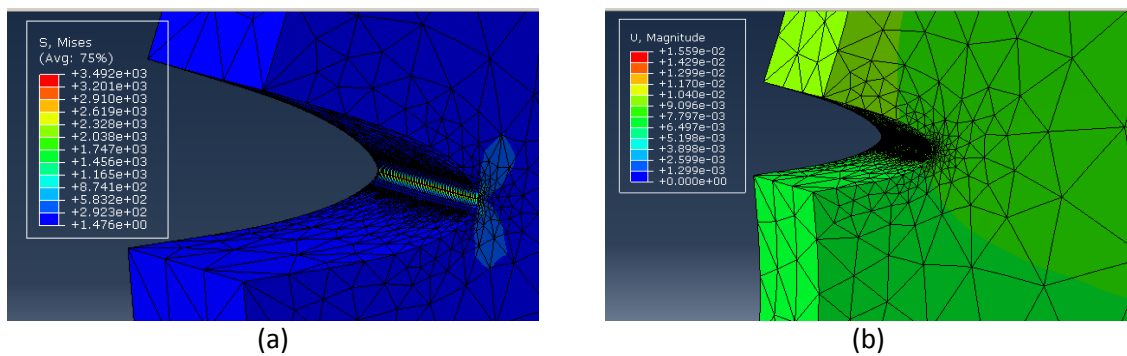 S, Mises
(Avg: 75%)
+3.492e+03
+3.201e+03
+2.910e+03
+2.619e+03
+2.328e+03
+2.038e+03
+1.747e+03
+1.456e+03
+1.165e+03
+8.741e+02
+5.832e+02
+2.923e+02
+1.476e+00
U, Magnitude
+1.559e-02
+1.429e-02
+1.299e-02
+1.170e-02
+1.040e-02
+9.096e-03
+7.797e-03
+6.497e-03
+5.198e-03
+3.898e-03
+2.599e-03
+1.299e-03
+0.000e+00
(a)
(b)